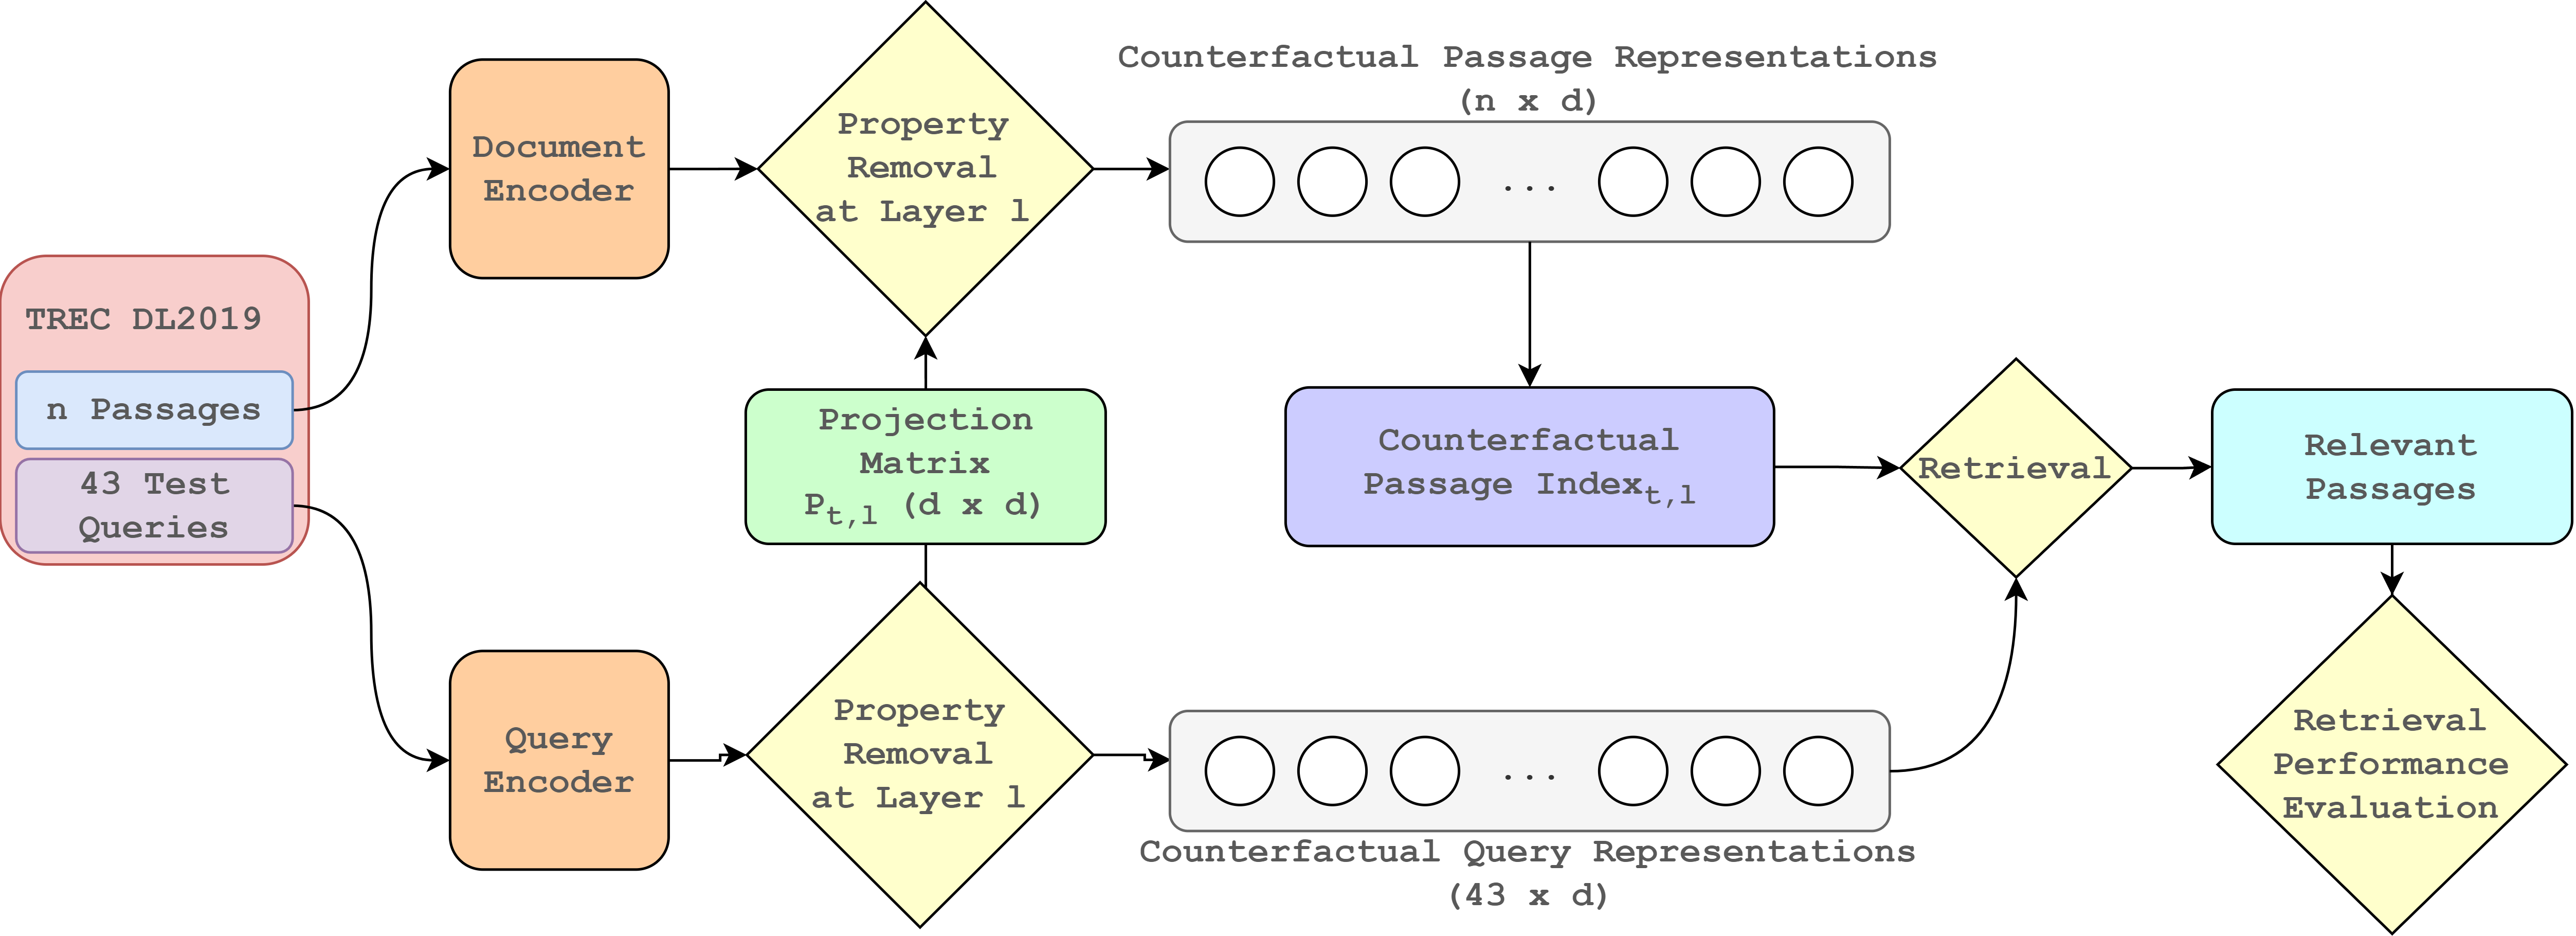 TREC DL2019
n Passages
43 Test
Queries
Document
Encoder
Property
Removal
at Layer l
Counterfactual Passage Representations
(n x d)
...
Projection
Matrix
P_{t,l} (d x d)
Counterfactual
Passage Index_{t,l}
Retrieval
Relevant
Passages
Query
Encoder
Property
Removal
at Layer l
...
Counterfactual Query Representations
(43 x d)
Retrieval
Performance
Evaluation